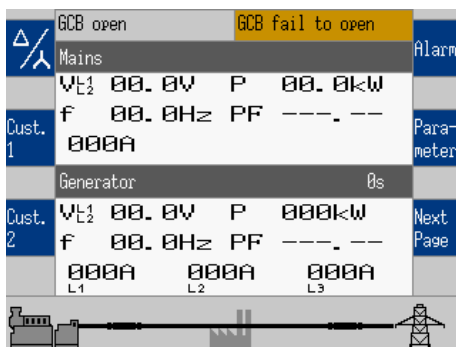 GCB open GCB fail to open
Mains
Alarm
VL1 L2 00.0V P 00.0kW
f 00.0Hz PF ---.--
Cust. 1
Para-meter
000A
Generator 0s
VL1 L2 00.0V P 000kW
Cust. 2
Next Page
f 00.0Hz PF ---.--
000A 000A 000A
L1 L2 L3